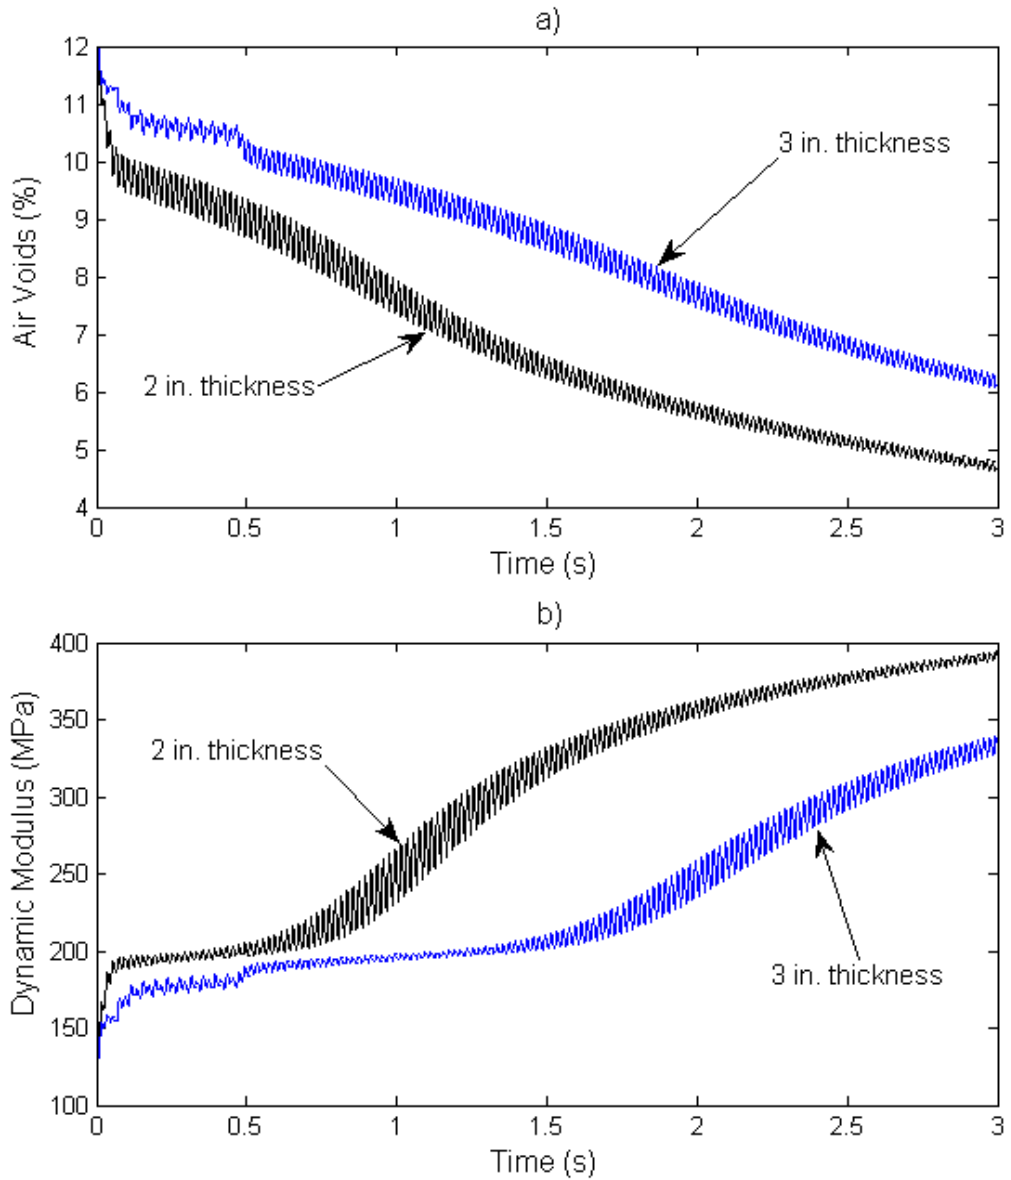 a)
12
11
10
9
8
7
6
5
4
Air Voids (%)
3 in. thickness
2 in. thickness
0 0.5 1 1.5 2 2.5 3
Time (s)
b)
400
350
300
250
200
150
100
Dynamic Modulus (MPa)
2 in. thickness
3 in. thickness
0 0.5 1 1.5 2 2.5 3
Time (s)